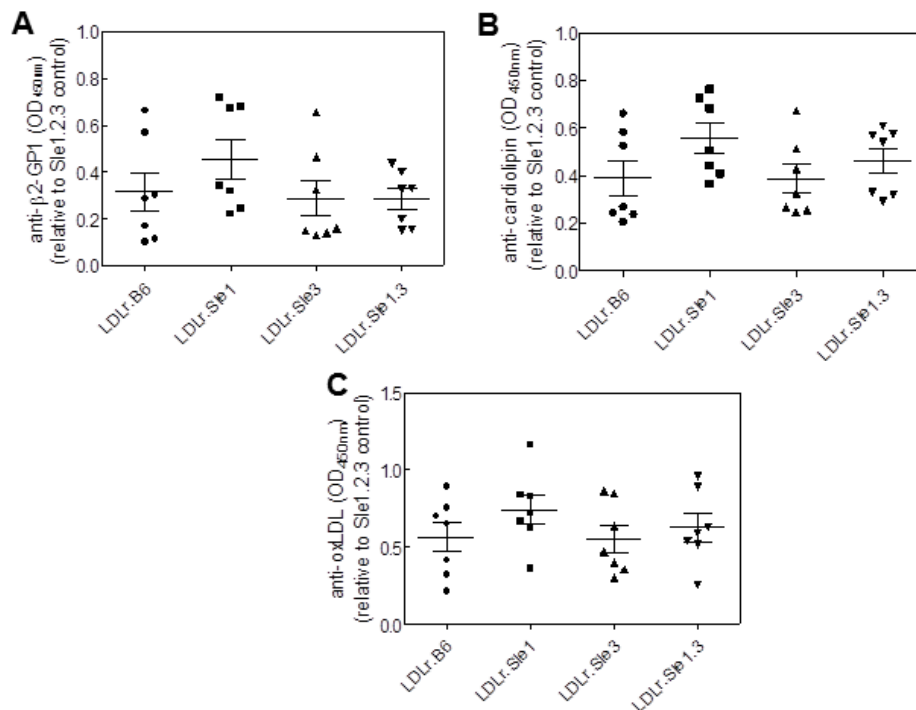 A
anti-β2-GP1 (OD450nm)
(relative to Sle1.2.3 control)
1.0
0.8
0.6
0.4
0.2
0.0
LDLr.B6
LDLr.Sle1
LDLr.Sle3
LDLr.Sle1.3
B
anti-cardiolipin (OD450nm)
(relative to Sle1.2.3 control)
1.0
0.8
0.6
0.4
0.2
0.0
LDLr.B6
LDLr.Sle1
LDLr.Sle3
LDLr.Sle1.3
C
anti-oxLDL (OD450nm)
(relative to Sle1.2.3 control)
1.5
1.0
0.5
0.0
LDLr.B6
LDLr.Sle1
LDLr.Sle3
LDLr.Sle1.3